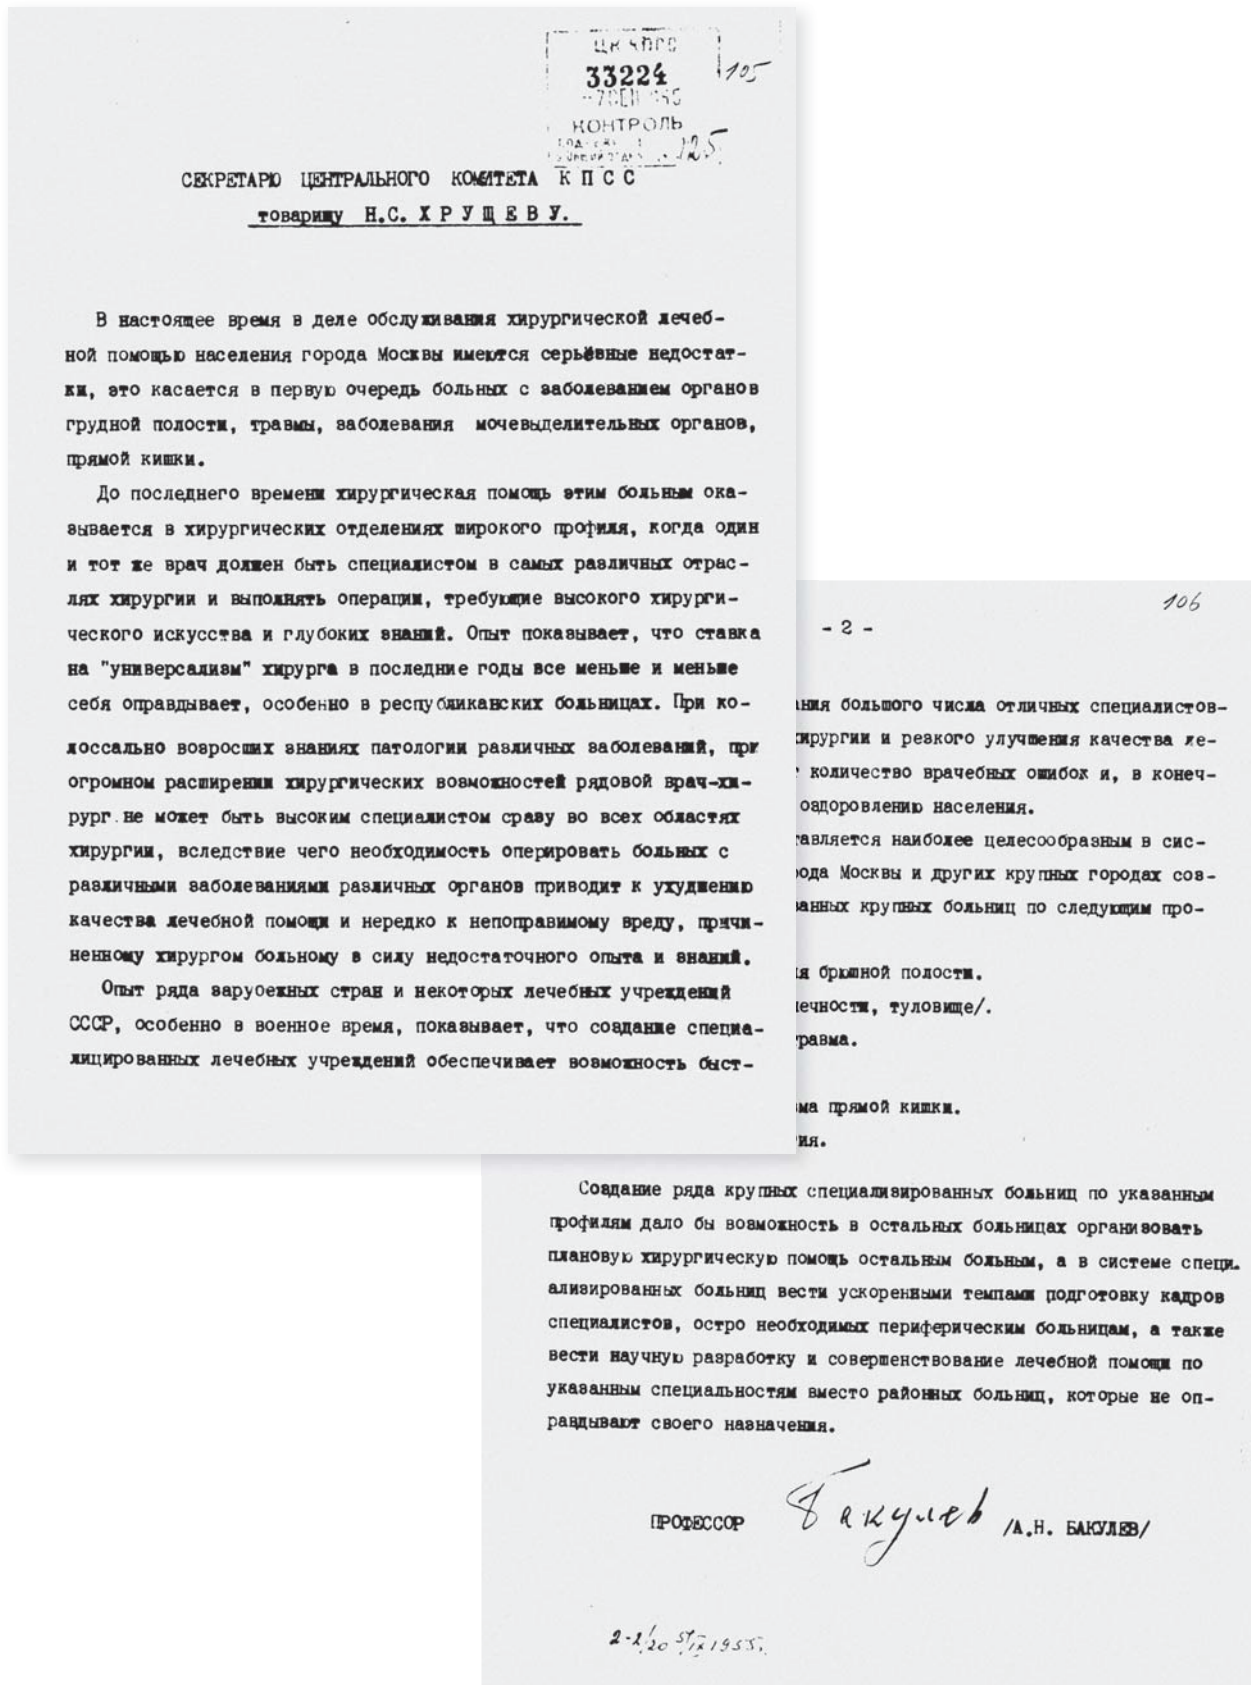 ЦК КПСС
33224
КОНТРОЛЬ
105
125
СЕКРЕТАРЮ ЦЕНТРАЛЬНОГО КОМИТЕТА К П С С
товарищу Н.С. Х Р У Щ Е В У.
В настоящее время в деле обслуживания хирургической лечеб-
ной помощью населения города Москвы имеются серьёвные недостат-
ки, это касается в первую очередь больных с заболеванием органов
грудной полости, травмы, заболевания мочевыделительных органов,
прямой кишки.
До последнего времени хирургическая помощь этим больным ока-
зывается в хирургических отделениях широкого профиля, когда один
и тот же врач должен быть специалистом в самых различных отрас-
лях хирургии и выполнять операции, требующие высокого хирурги-
ческого искусства и глубоких знаний. Опыт показывает, что ставка
на "универсализм" хирурга в последние годы все меньше и меньше
себя оправдывает, особенно в республиканских больницах. При ко-
лоссально возросших знаниях патологии различных заболеваний, при
огромном расширении хирургических возможностей рядовой врач-хи-
рург не может быть высоким специалистом сразу во всех областях
хирургии, вследствие чего необходимость оперировать больных с
различными заболеваниями различных органов приводит к ухудшению
качества лечебной помощи и нередко к непоправимому вреду, причи-
ненному хирургом больному в силу недостаточного опыта и знаний.
Опыт ряда зарубежных стран и некоторых лечебных учреждений
СССР, особенно в военное время, показывает, что создание специа-
лицированных лечебных учреждений обеспечивает возможность быст-
106
- 2 -
ания большого числа отличных специалистов-
хирургии и резкого улучшения качества ле-
количество врачебных ошибок и, в конеч-
оздоровлению населения.
тавляется наиболее целесообразным в сис-
рода Москвы и других крупных городах соз-
ванных крупных больниц по следующим про-
я брюшной полости.
нечности, туловище/.
травма.
ма прямой кишки.
ия.
Создание ряда крупных специализированных больниц по указанным
профилям дало бы возможность в остальных больницах организовать
плановую хирургическую помощь остальным больным, а в системе специ-
ализированных больниц вести ускоренными темпами подготовку кадров
специалистов, остро необходимых периферическим больницам, а также
вести научную разработку и совершенствование лечебной помощи по
указанным специальностям вместо районных больниц, которые не оп-
равдывают своего назначения.
ПРОФЕССОР Бакулев /А.Н. БАКУЛЕВ/
1955.